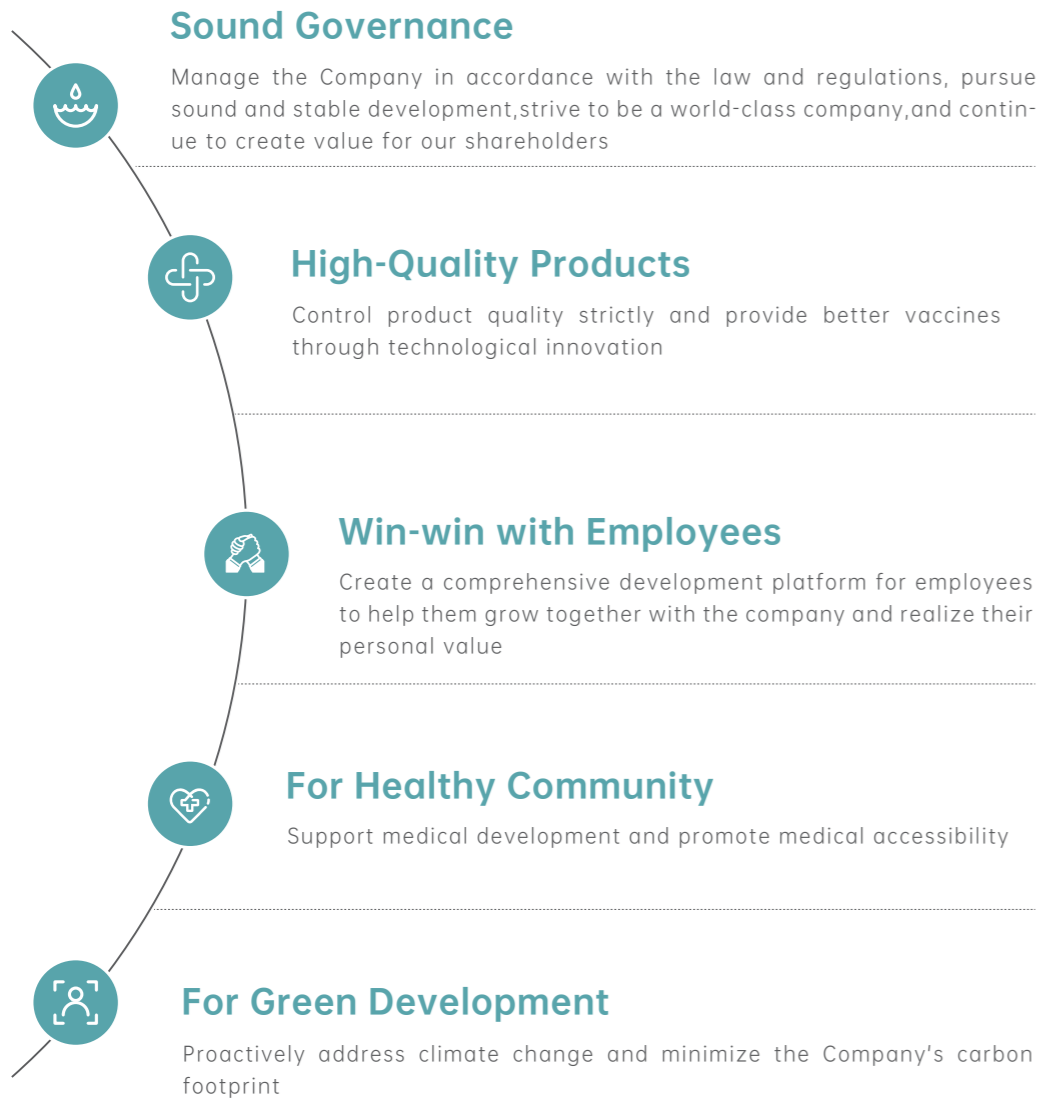 Sound Governance
Manage the Company in accordance with the law and regulations, pursue
sound and stable development,strive to be a world-class company,and contin-
ue to create value for our shareholders
High-Quality Products
Control product quality strictly and provide better vaccines
through technological innovation
Win-win with Employees
Create a comprehensive development platform for employees
to help them grow together with the company and realize their
personal value
For Healthy Community
Support medical development and promote medical accessibility
For Green Development
Proactively address climate change and minimize the Company's carbon
footprint